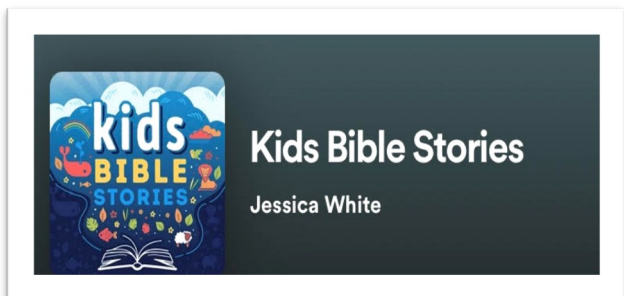 kids
BIBLE
STORIES
Kids Bible Stories
Jessica White